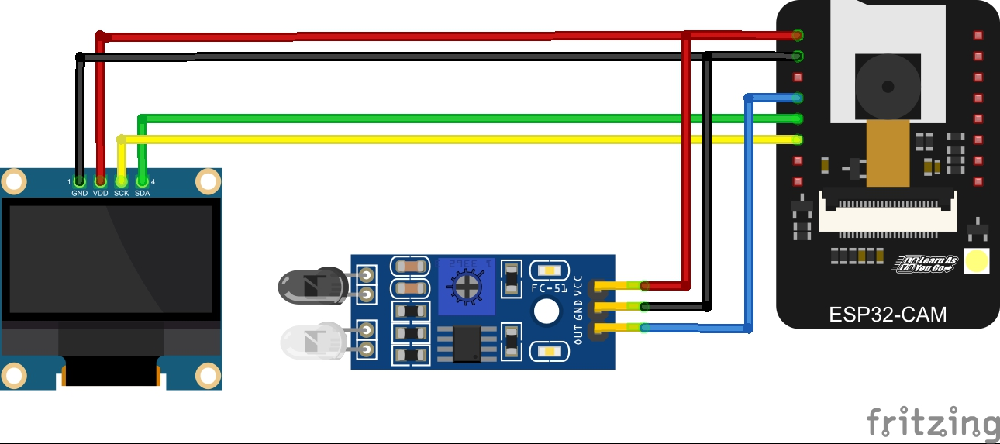 1
4
GND VDD SCK SDA
FC-51
VCC
GND
OUT
Learn As
You Go
ESP32-CAM
fritzing